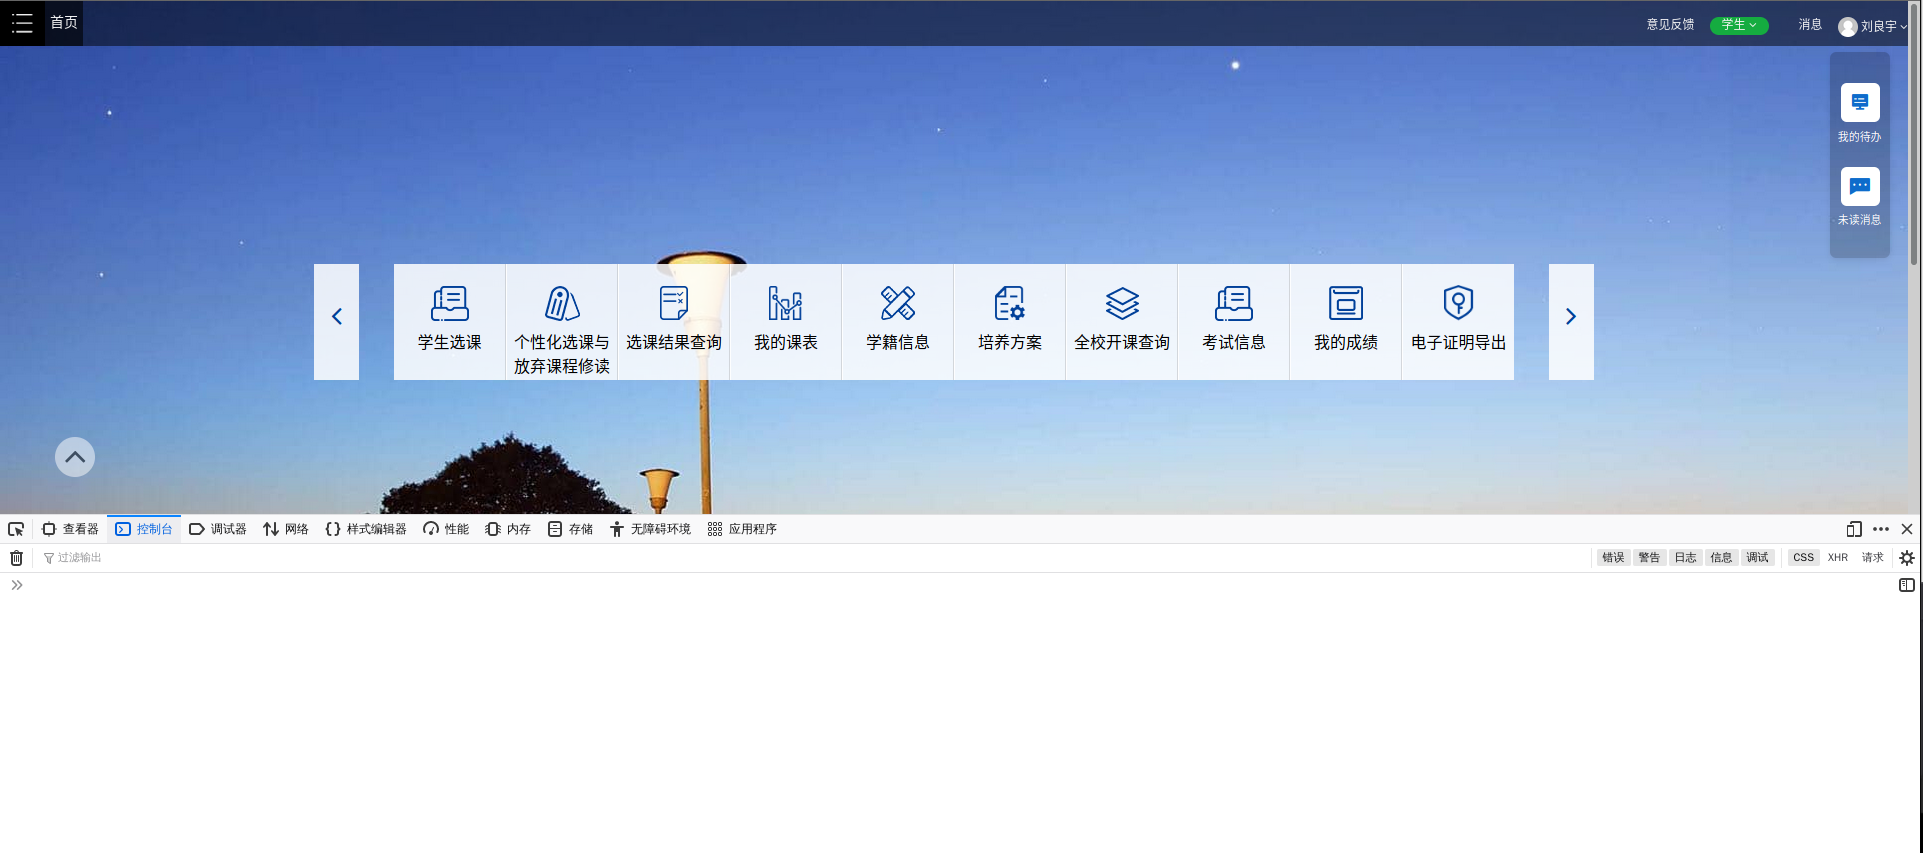 首页
意见反馈
学生
消息
刘良宇
我的待办
未读消息
学生选课
个性化选课与
放弃课程修读
选课结果查询
我的课表
学籍信息
培养方案
全校开课查询
考试信息
我的成绩
电子证明导出
查看器
控制台
调试器
网络
样式编辑器
性能
内存
存储
无障碍环境
应用程序
过滤输出
错误
警告
日志
信息
调试
CSS
XHR
请求